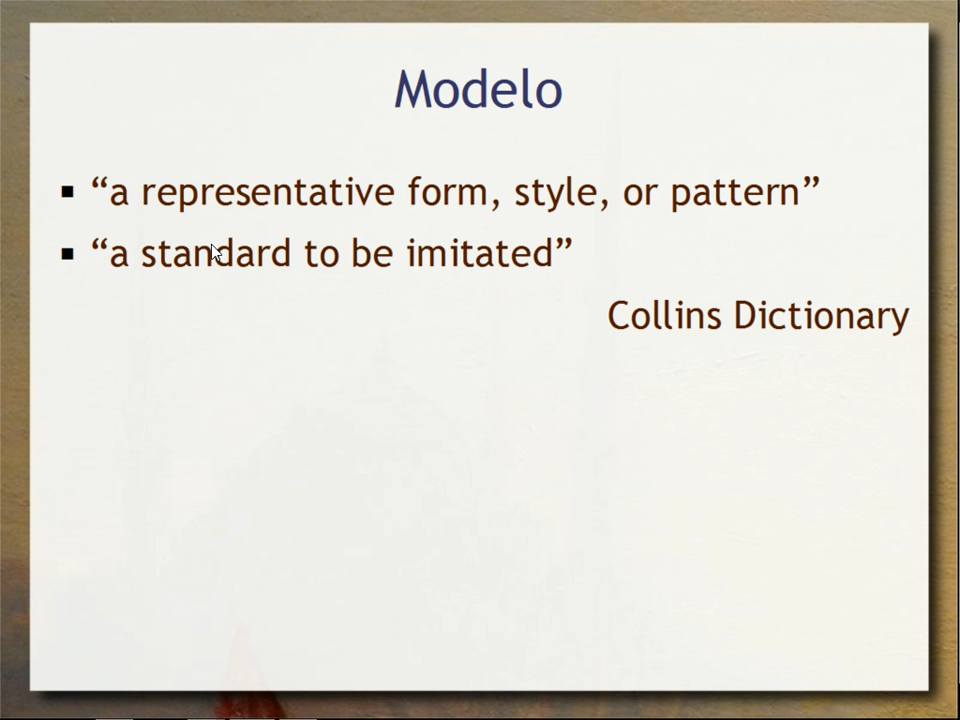 Modelo
▪ “a representative form, style, or pattern”
▪ “a standard to be imitated”
Collins Dictionary